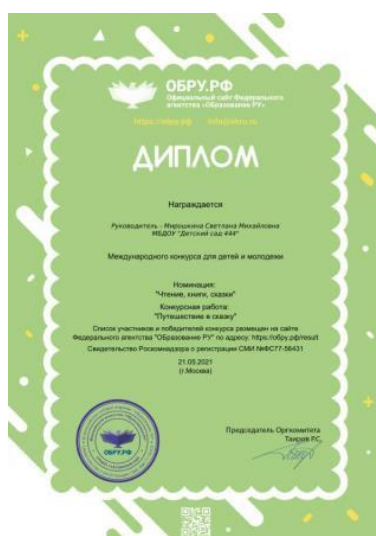 ОБРУ.РФ
Официальный сайт Федерального
агентства «Образование РУ»
ДИПЛОМ
Награждается
Руководитель - Мирошкина Светлана Михайловна
МБДОУ "Детский сад 444"
Международного конкурса для детей и молодежи
Номинация:
"Чтение, книги, сказки"
Конкурсная работа:
"Путешествие в сказку"
Список участников и победителей конкурса размещен на сайте
Федерального агентства "Образование РУ" по адресу: https://обру.рф/result
Свидетельство Роскомнадзора о регистрации СМИ №ФС77-56431
21.05.2021
(г.Москва)
Председатель Оргкомитета
Таиров Р.С.
ОБРУ.РФ